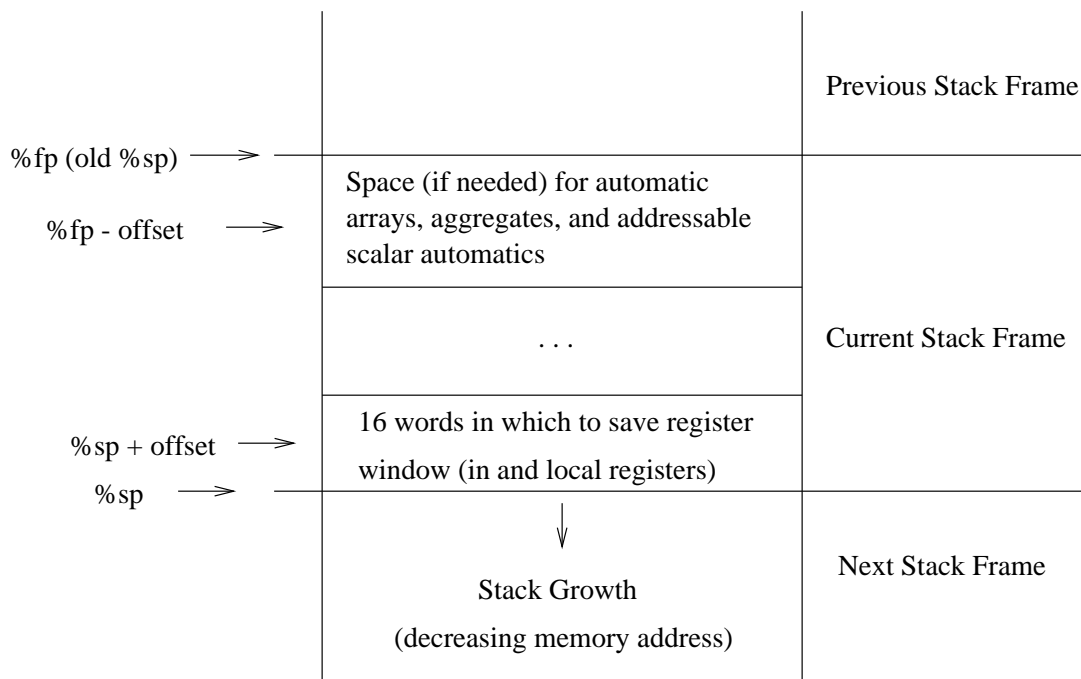 Previous Stack Frame
%fp (old %sp)
Space (if needed) for automatic
arrays, aggregates, and addressable
scalar automatics
%fp - offset
. . .
Current Stack Frame
16 words in which to save register
window (in and local registers)
%sp + offset
%sp
Next Stack Frame
Stack Growth
(decreasing memory address)